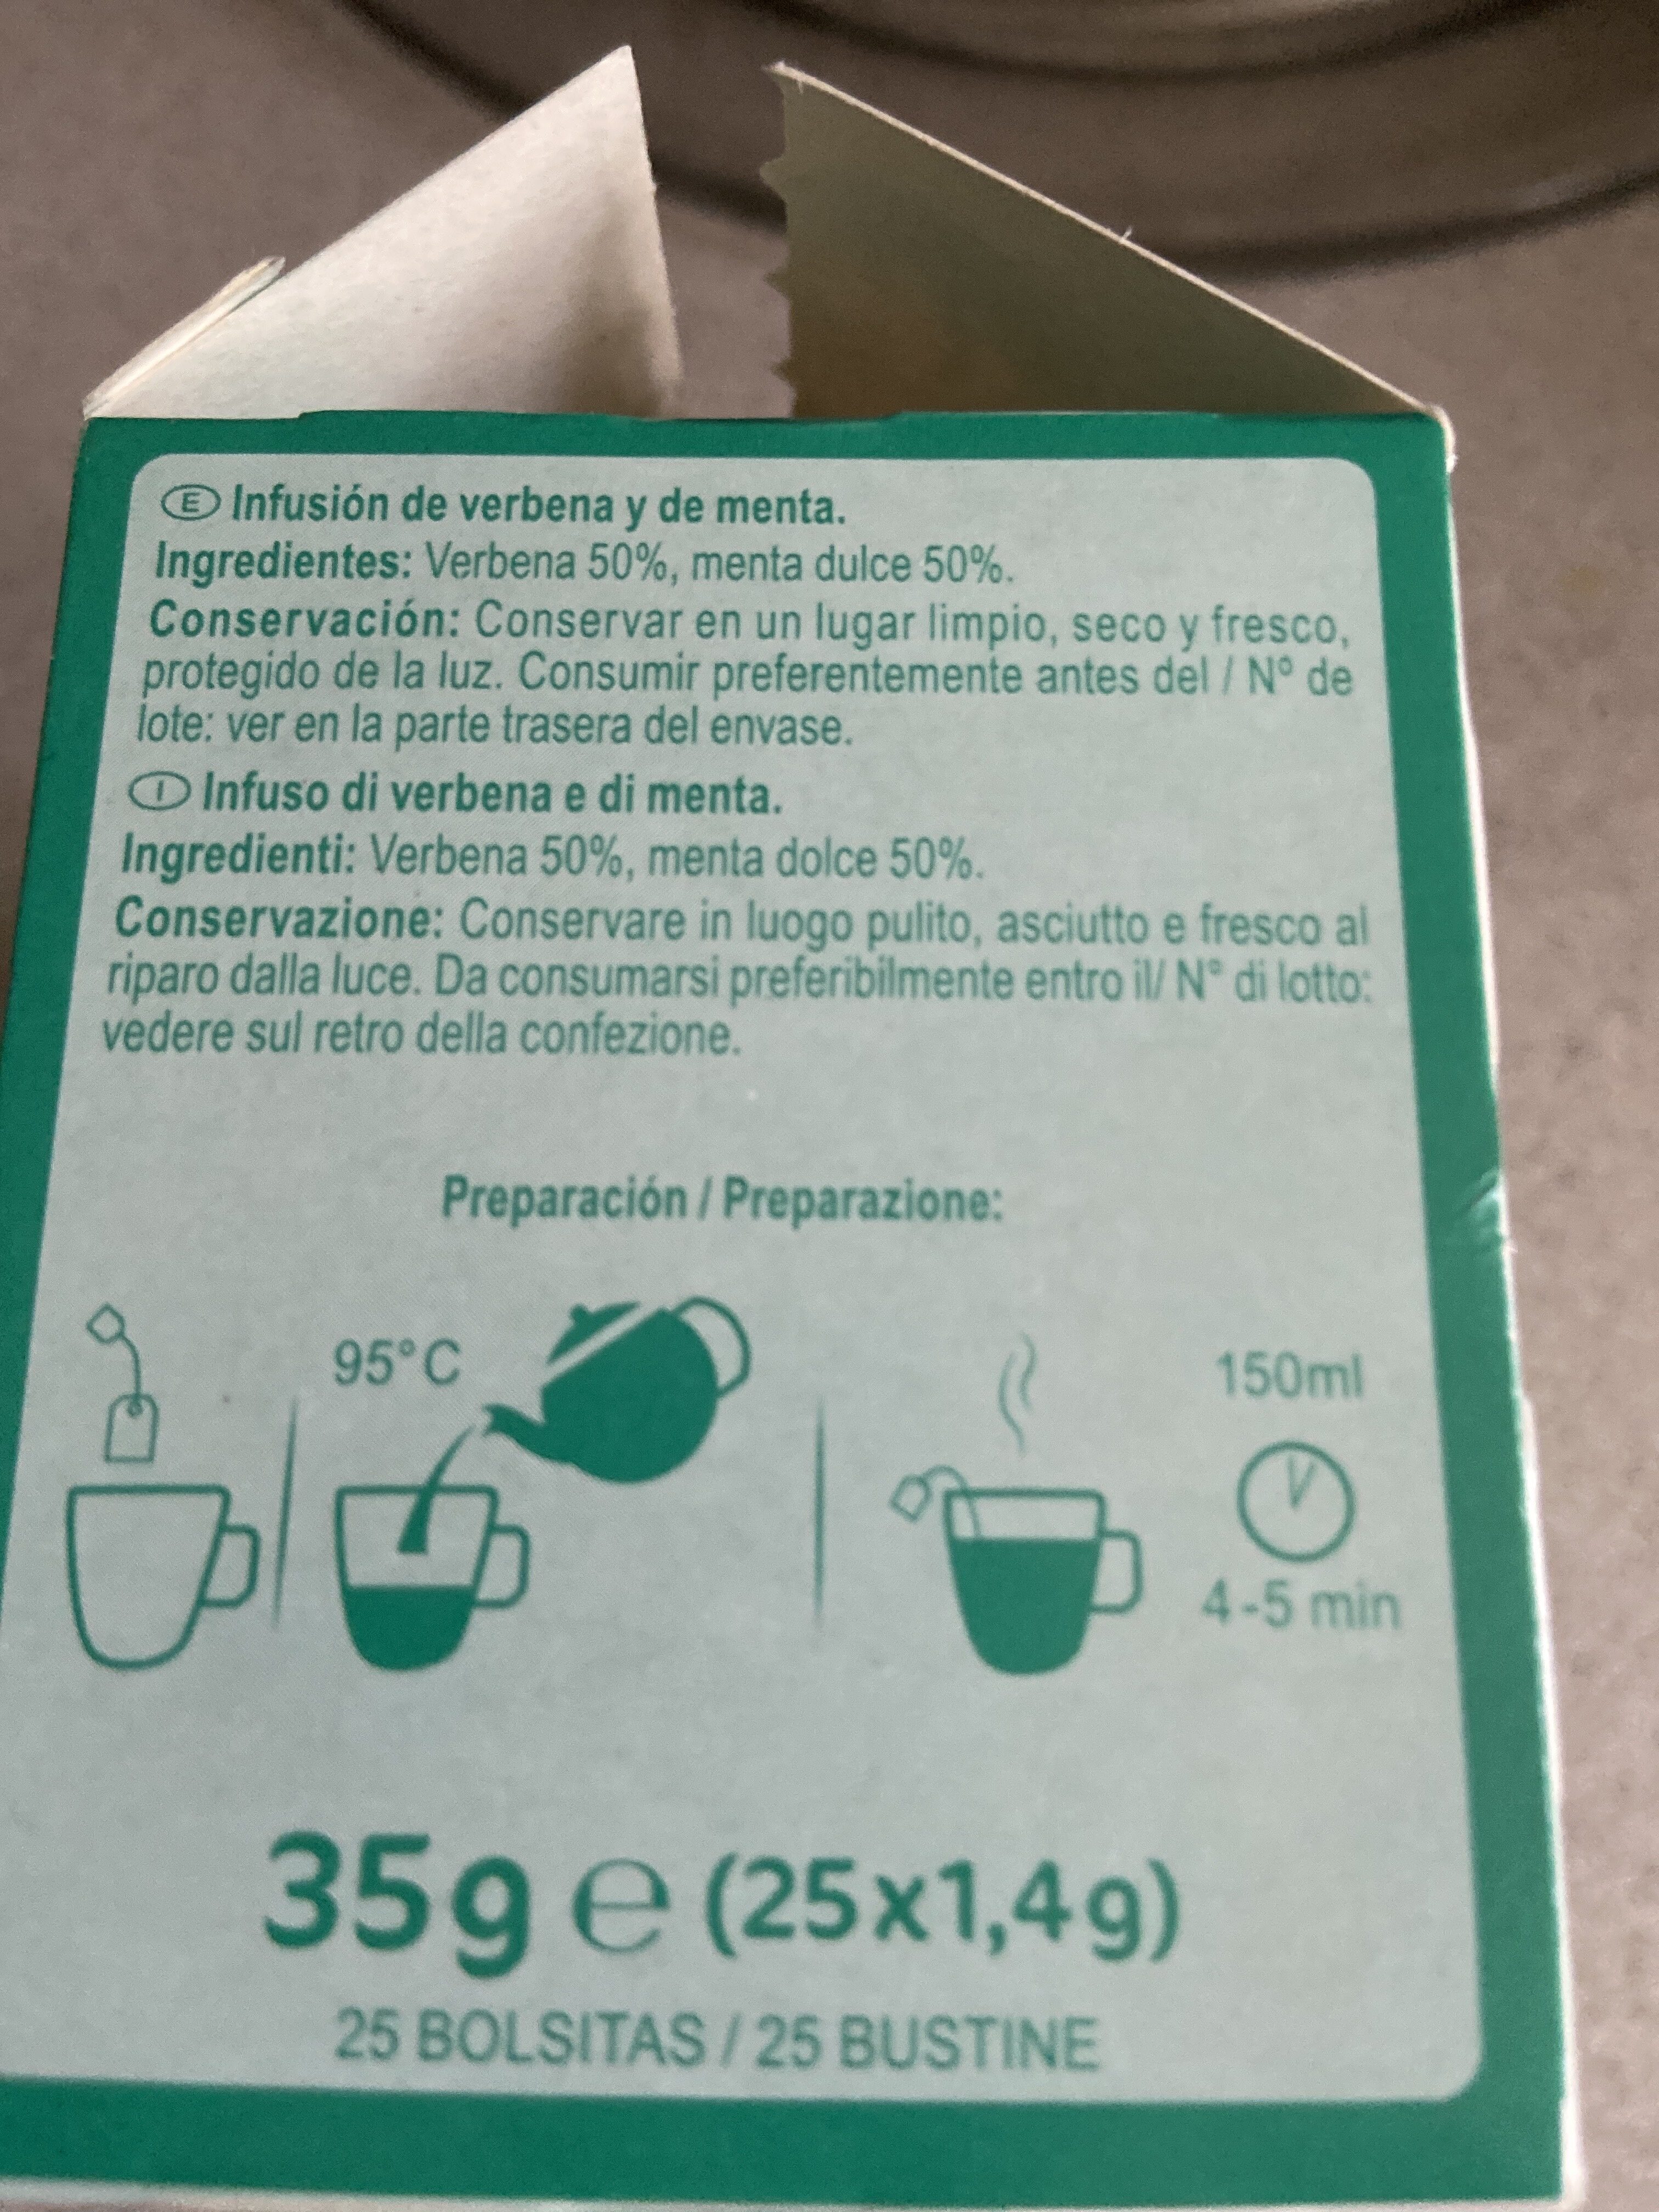 E Infusión de verbena y de menta.
Ingredientes: Verbena 50%, menta dulce 50%.
Conservación: Conservar en un lugar limpio, seco y fresco,
protegido de la luz. Consumir preferentemente antes del / Nº de
lote: ver en la parte trasera del envase.
I Infuso di verbena e di menta.
Ingredienti: Verbena 50%, menta dolce 50%.
Conservazione: Conservare in luogo pulito, asciutto e fresco al
riparo dalla luce. Da consumarsi preferibilmente entro il/ N° di lotto:
vedere sul retro della confezione.
Preparación / Preparazione:
95°C
150ml
4-5 min
35g e (25x1,4g)
25 BOLSITAS / 25 BUSTINE